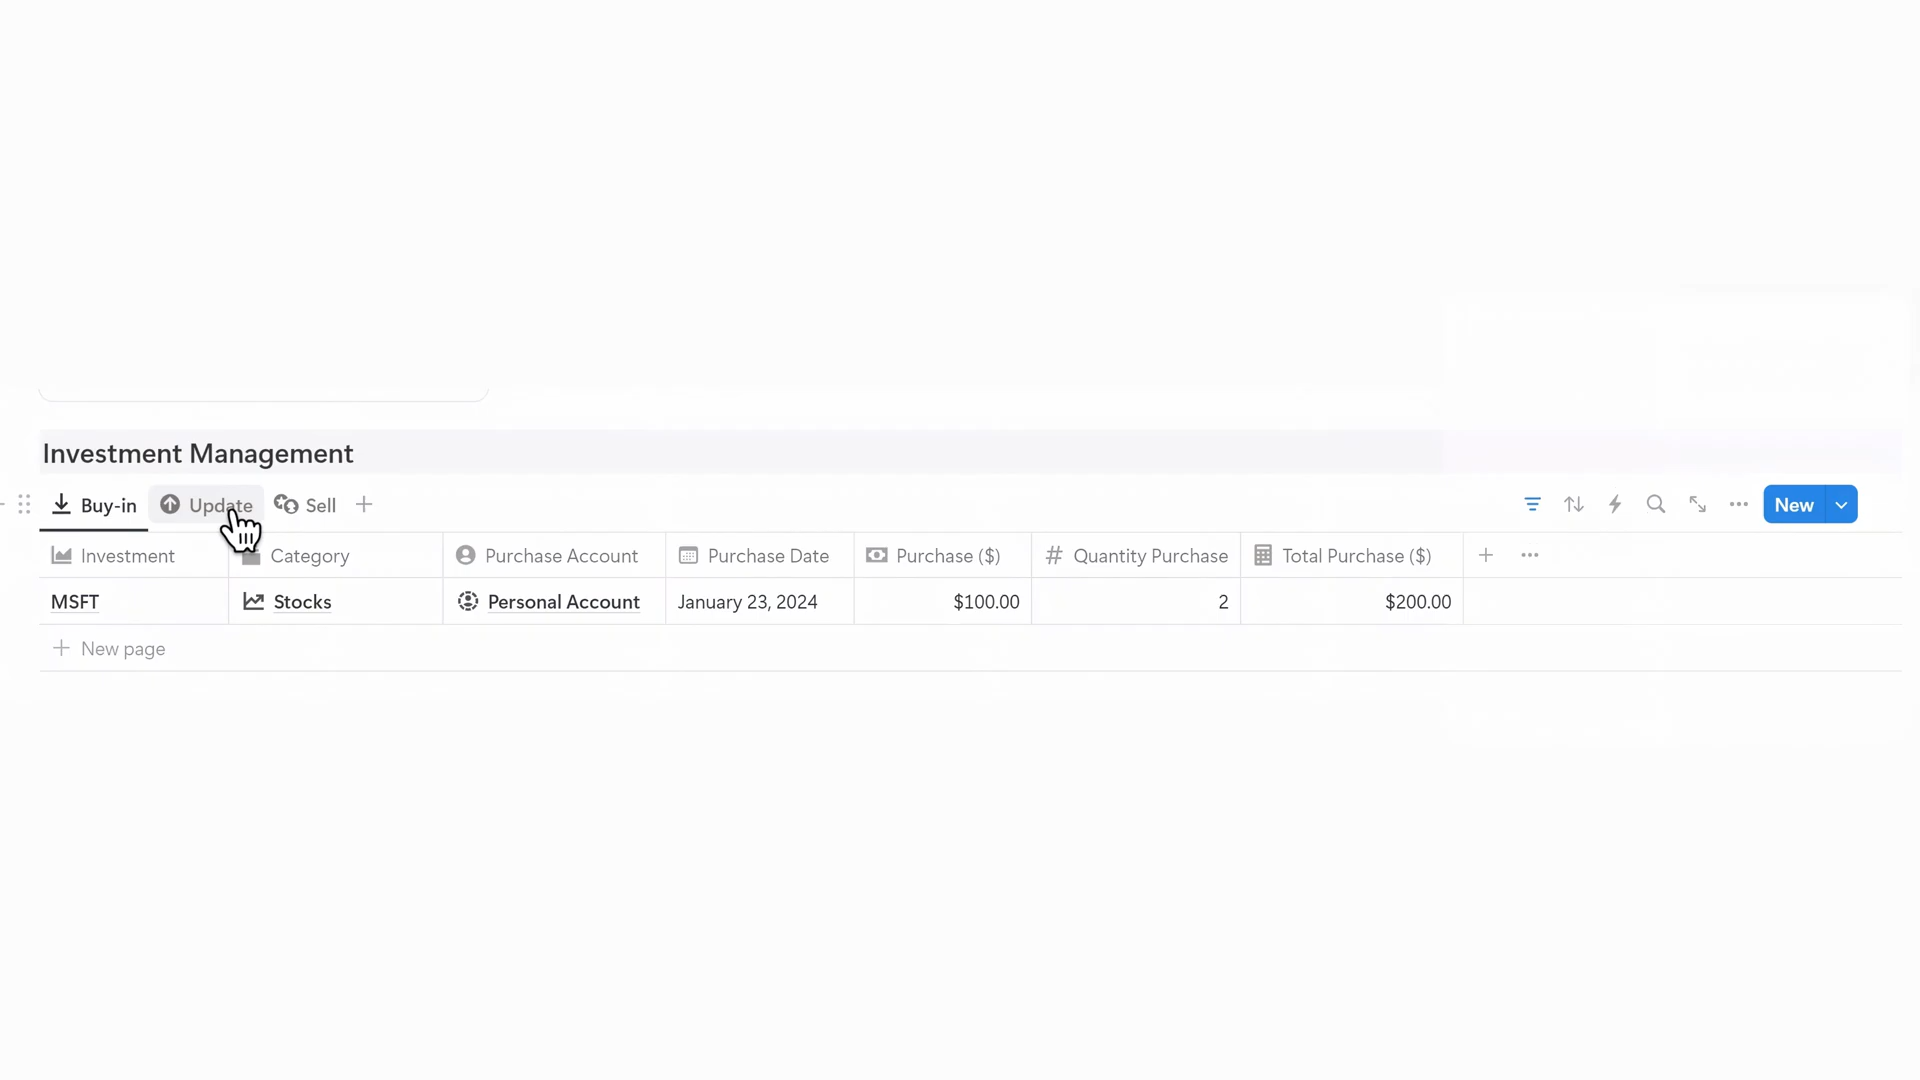 Investment Management
Buy-in Update Sell
New
Investment Category Purchase Account Purchase Date Purchase ($) # Quantity Purchase Total Purchase ($)
MSFT Stocks Personal Account January 23, 2024 $100.00 2 $200.00
New page